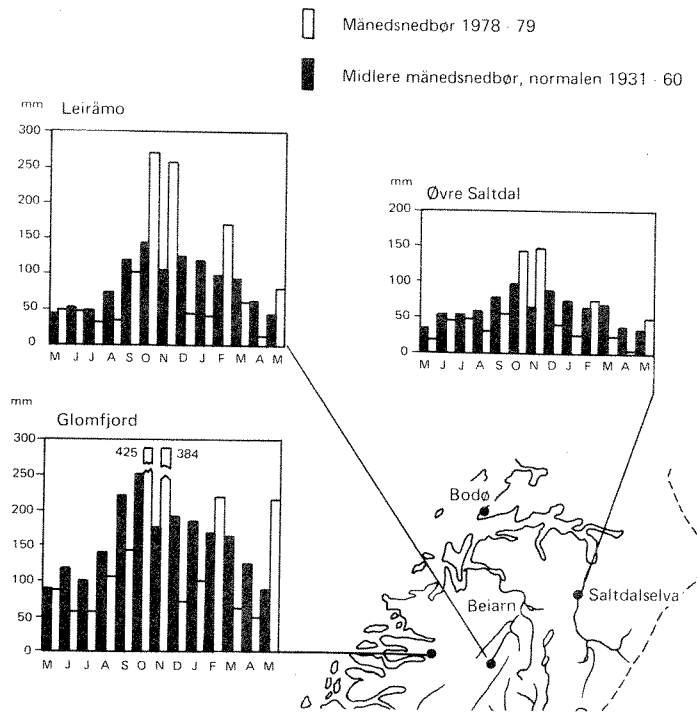 Månedsnedbør 1978 - 79
Midlere månedsnedbør, normalen 1931 - 60
mm
Leiråmo
300
250
200
150
100
50
0
M J J A S O N D J F M A M
mm
Øvre Saltdal
200
150
100
50
0
M J J A S O N D J F M A M
mm
Glomfjord
300
250
200
150
100
50
0
425
384
M J J A S O N D J F M A M
Bodø
Beiarn
Saltdalselva